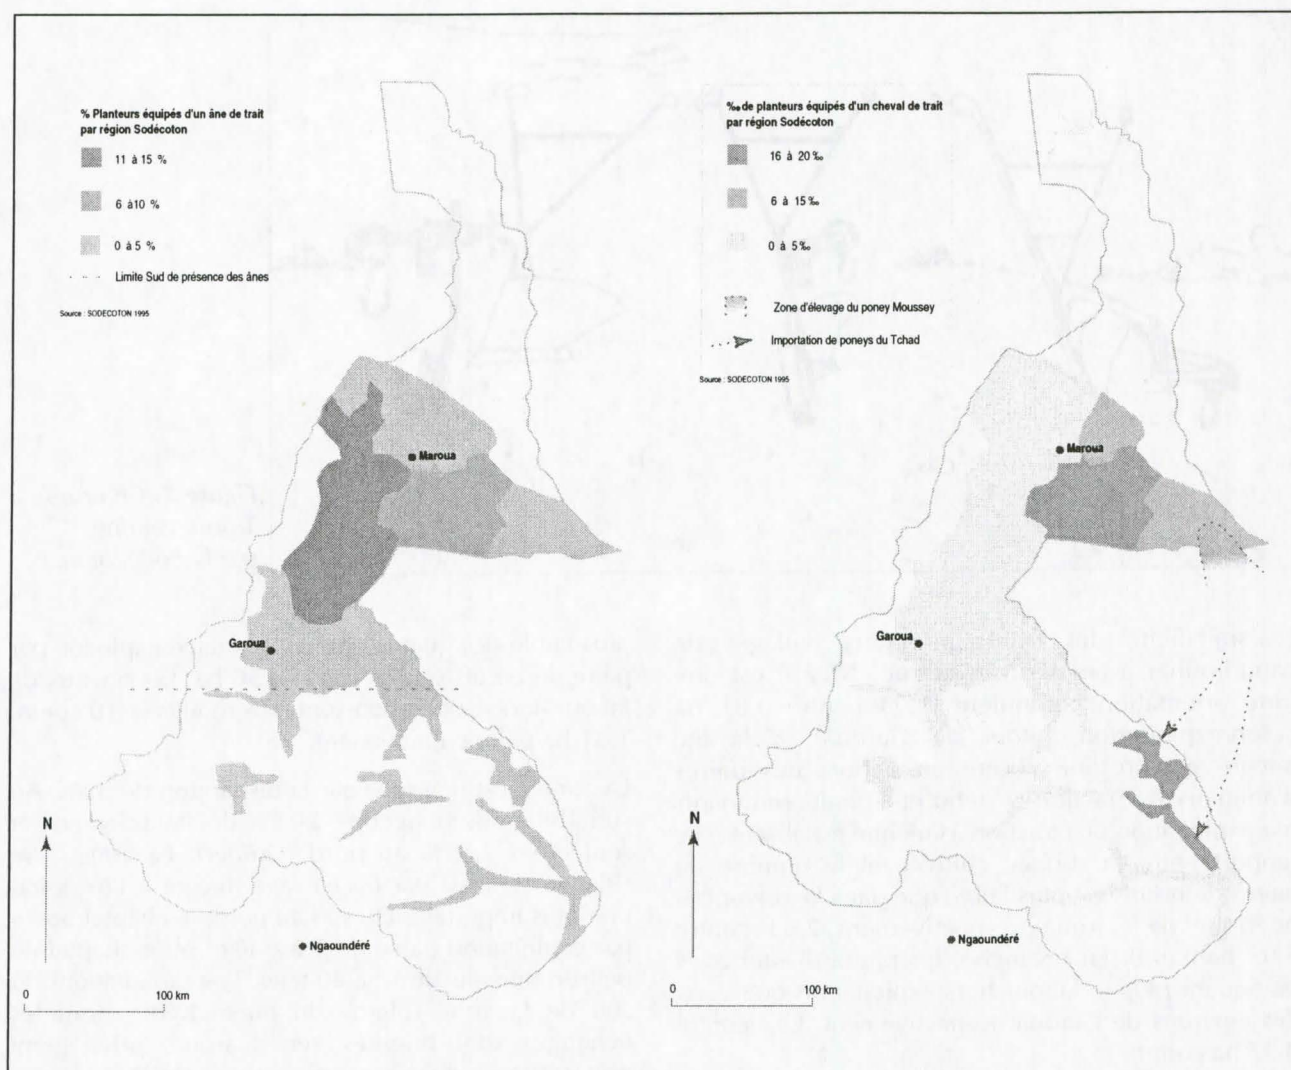 % Planteurs équipés d'un âne de trait
par région Sodécoton
11 à 15 %
6 à10 %
0 à 5 %
Limite Sud de présence des ânes
Source : SODECOTON 1995
Maroua
Garoua
N
Ngaoundéré
0 100 km
‰ de planteurs équipés d'un cheval de trait
par région Sodécoton
16 à 20 ‰
6 à 15 ‰
0 à 5 ‰
Zone d'élevage du poney Moussey
Importation de poneys du Tchad
Source : SODECOTON 1995
Maroua
Garoua
N
Ngaoundéré
0 100 km